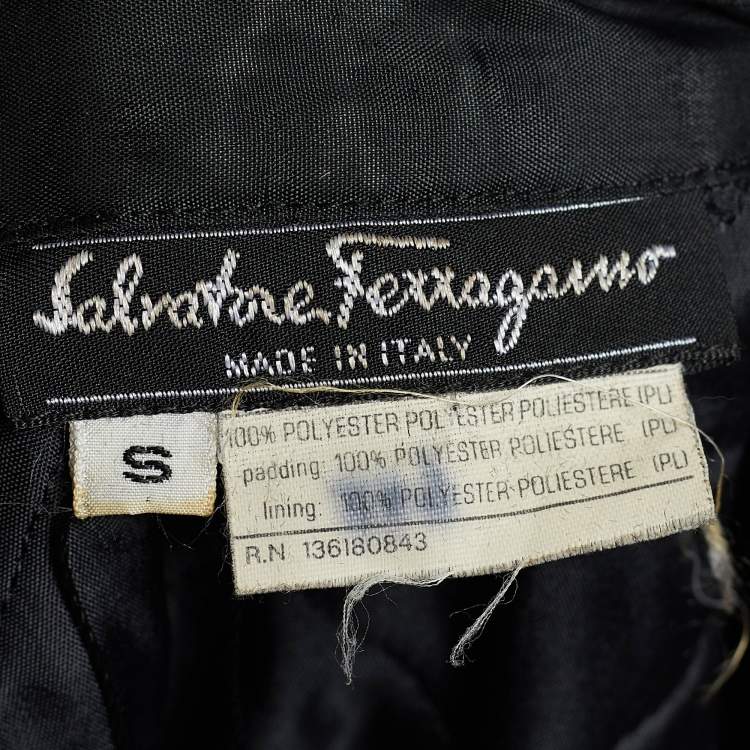 Salvatore Ferragamo
MADE IN ITALY
S
100% POLYESTER POLYESTER POLIESTERE (PL)
padding: 100% POLYESTER POLIESTERE (PL)
lining: 100% POLYESTER POLIESTERE (PL)
R.N 136180843